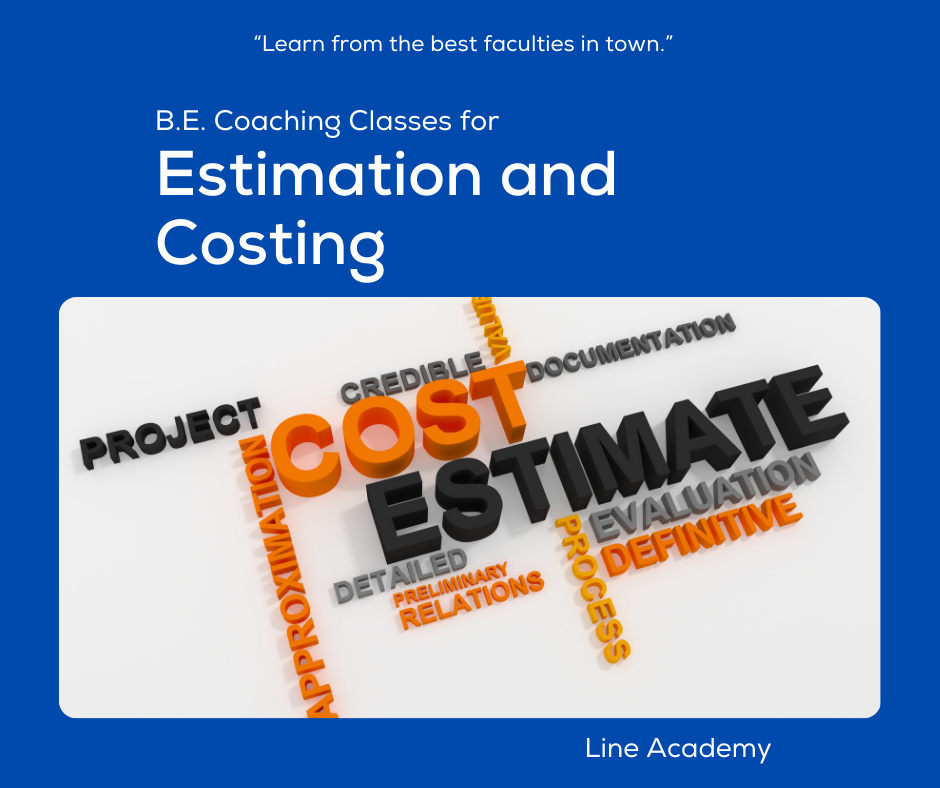 “Learn from the best faculties in town.”
B.E. Coaching Classes for
Estimation and
Costing
PROJECT
CREDIBLE
DOCUMENTATION
COST
ESTIMATE
APPROXIMATION
EVALUATION
DEFINITIVE
DETAILED
PRELIMINARY
RELATIONS
PROCESS
Line Academy